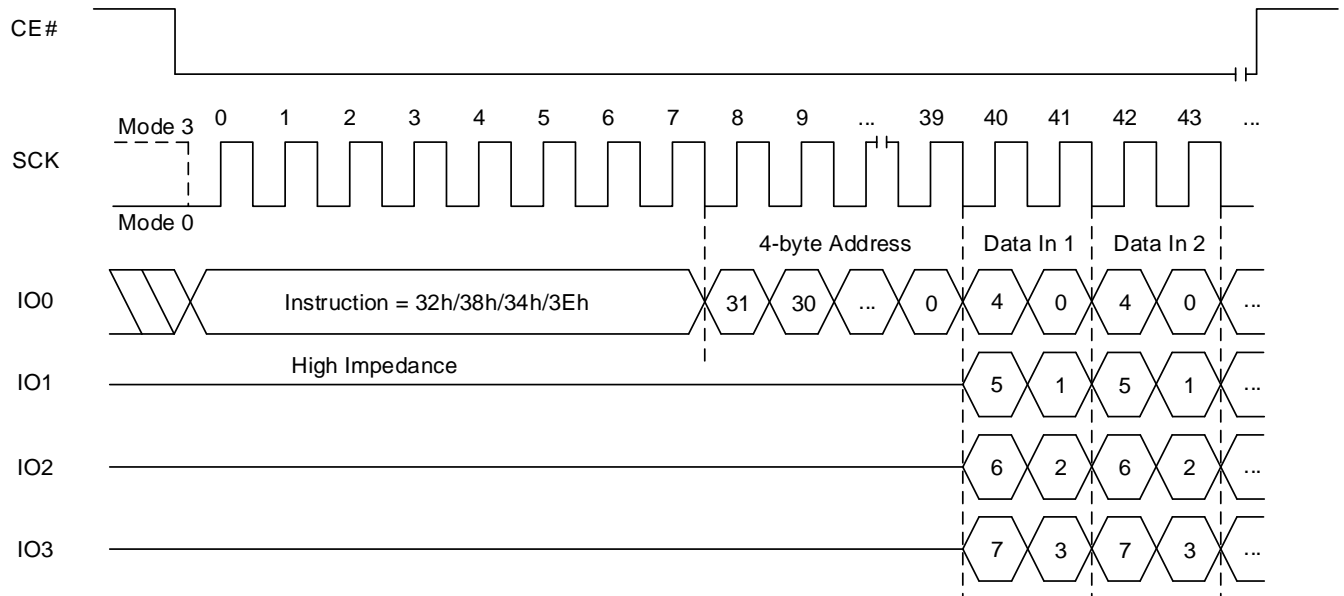 CE#
Mode 3 0 1 2 3 4 5 6 7 8 9 ... 39 40 41 42 43 ...
SCK
Mode 0
4-byte Address Data In 1 Data In 2
IO0 Instruction = 32h/38h/34h/3Eh 31 30 ... 0 4 0 4 0 ...
High Impedance
IO1 5 1 5 1 ...
IO2 6 2 6 2 ...
IO3 7 3 7 3 ...